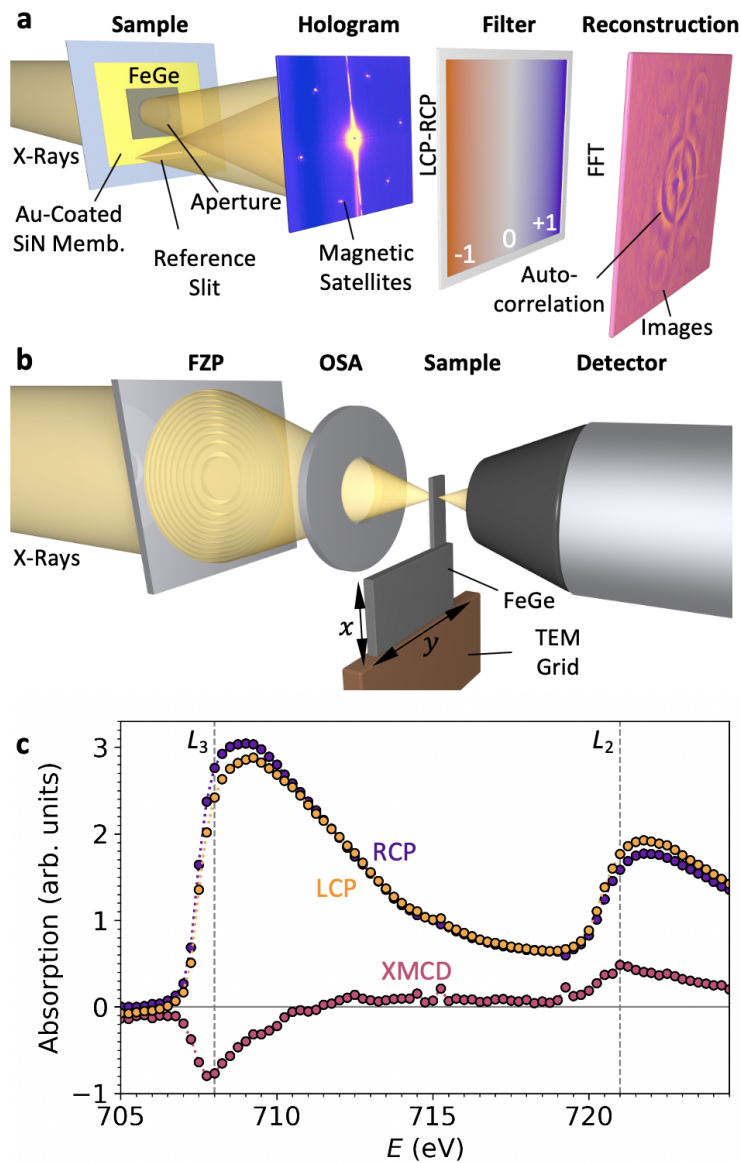 a
Sample
Hologram
Filter
Reconstruction
FeGe
X-Rays
Aperture
Au-Coated
SiN Memb.
Reference
Slit
Magnetic
Satellites
LCP-RCP
-1
0
+1
FFT
Auto-
correlation
Images
b
FZP
OSA
Sample
Detector
X-Rays
FeGe
x
y
TEM
Grid
c
L3
L2
RCP
LCP
XMCD
Absorption (arb. units)
3
2
1
0
−1
705
710
715
720
E (eV)